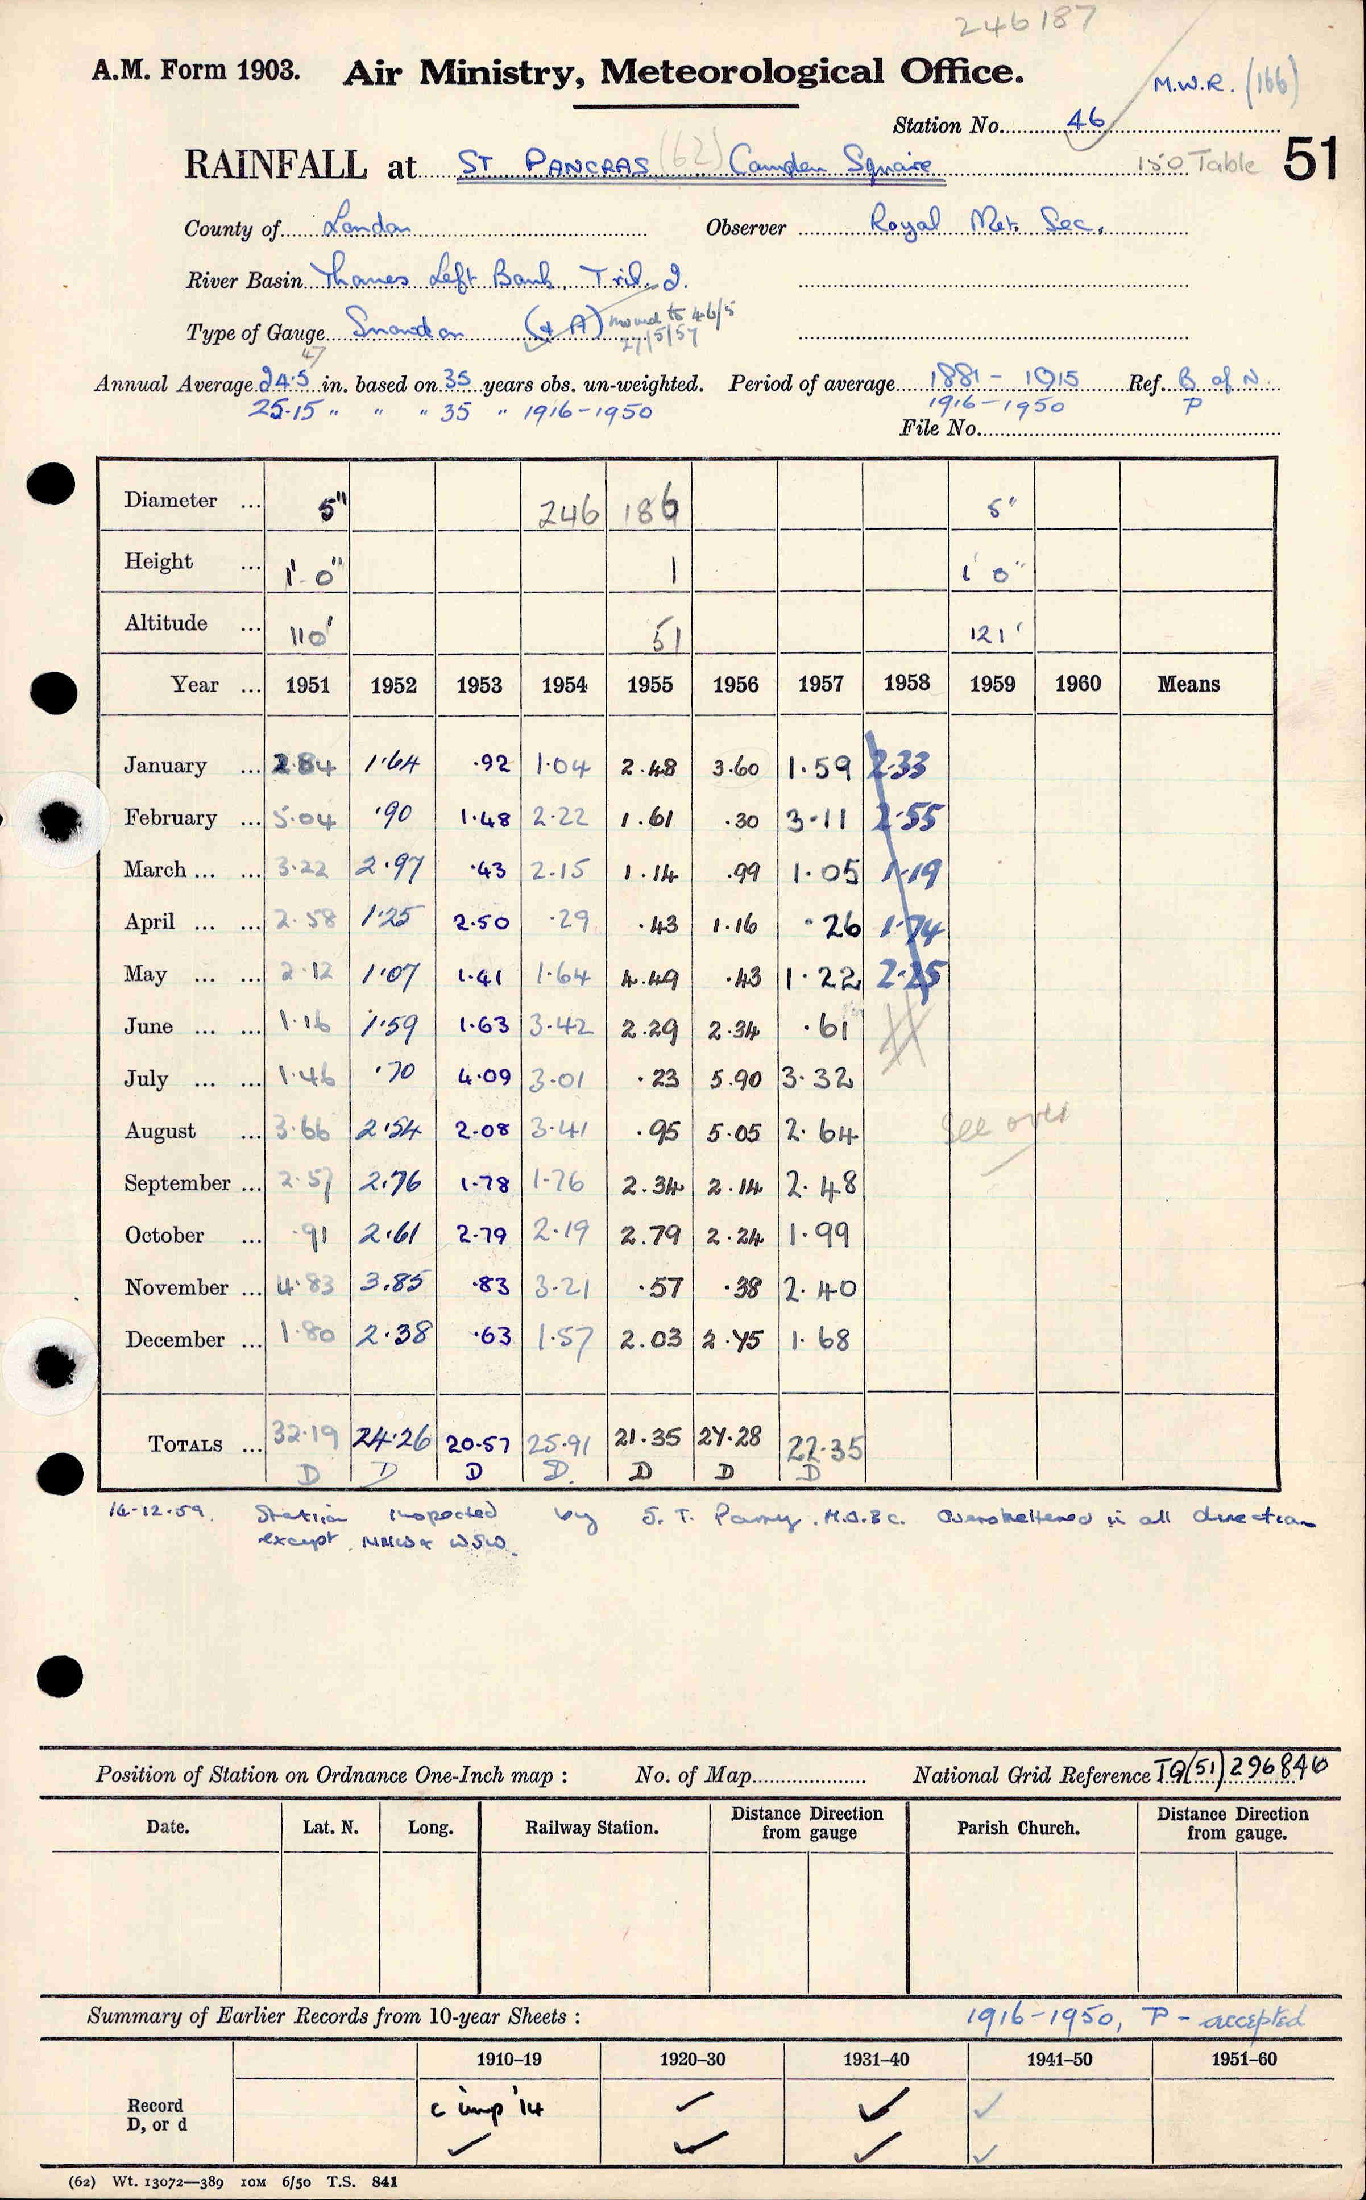 246187
A.M. Form 1903. Air Ministry, Meteorological Office. M.W.R. (166)
Station No. 46
RAINFALL at ST PANCRAS (62) Camden Square 150 Table 51
County of London Observer Royal Met. Soc.
River Basin Thames Left Bank. Trib. 2.
Type of Gauge Snowdon (& A) moved to 46/5 27/5/57
47
Annual Average 24.5 in. based on 35 years obs. un-weighted. Period of average 1881 - 1915 Ref. B of N.
25.15 " " " 35 " 1916-1950 1916-1950 P
File No.
Diameter ... 5" 246 186 5"
Height ... 1' 0" 1 1' 0"
Altitude ... 110' 51 121'
Year ... 1951 1952 1953 1954 1955 1956 1957 1958 1959 1960 Means
January ... 2.84 1.64 .92 1.04 2.48 3.60 1.59 2.33
February ... 5.04 .90 1.48 2.22 1.61 .30 3.11 2.55
March ... ... 3.22 2.97 .43 2.15 1.14 .99 1.05 1.19
April ... ... 2.58 1.25 2.50 .29 .43 1.16 .26 1.74
May ... ... 2.12 1.07 1.41 1.64 4.49 .43 1.22 2.25
June ... ... 1.16 1.59 1.63 3.42 2.29 2.34 .61
July ... ... 1.46 .70 4.09 3.01 .23 5.90 3.32
August ... 3.66 2.54 2.08 3.41 .95 5.05 2.64 See over
September ... 2.57 2.76 1.78 1.76 2.34 2.14 2.48
October ... .91 2.61 2.79 2.19 2.79 2.24 1.99
November ... 4.83 3.85 .83 3.21 .57 .38 2.40
December ... 1.80 2.38 .63 1.57 2.03 2.75 1.68
TOTALS ... 32.19 24.26 20.57 25.91 21.35 27.28 22.35
D D D D. D D D
16-12-59. Station inspected by S. T. Parry. M.O.3c. Oversheltered in all direction
except NNW & WSW.
Position of Station on Ordnance One-Inch map : No. of Map National Grid Reference TQ(51)296846
Date. Lat. N. Long. Railway Station. Distance Direction from gauge Parish Church. Distance Direction from gauge.
Summary of Earlier Records from 10-year Sheets : 1916-1950, P - accepted
1910–19 1920–30 1931–40 1941–50 1951–60
Record D, or d c imp '14 ✓ ✓ ✓
✓ ✓ ✓ ✓
(62) Wt. 13072—389 10M 6/50 T.S. 841